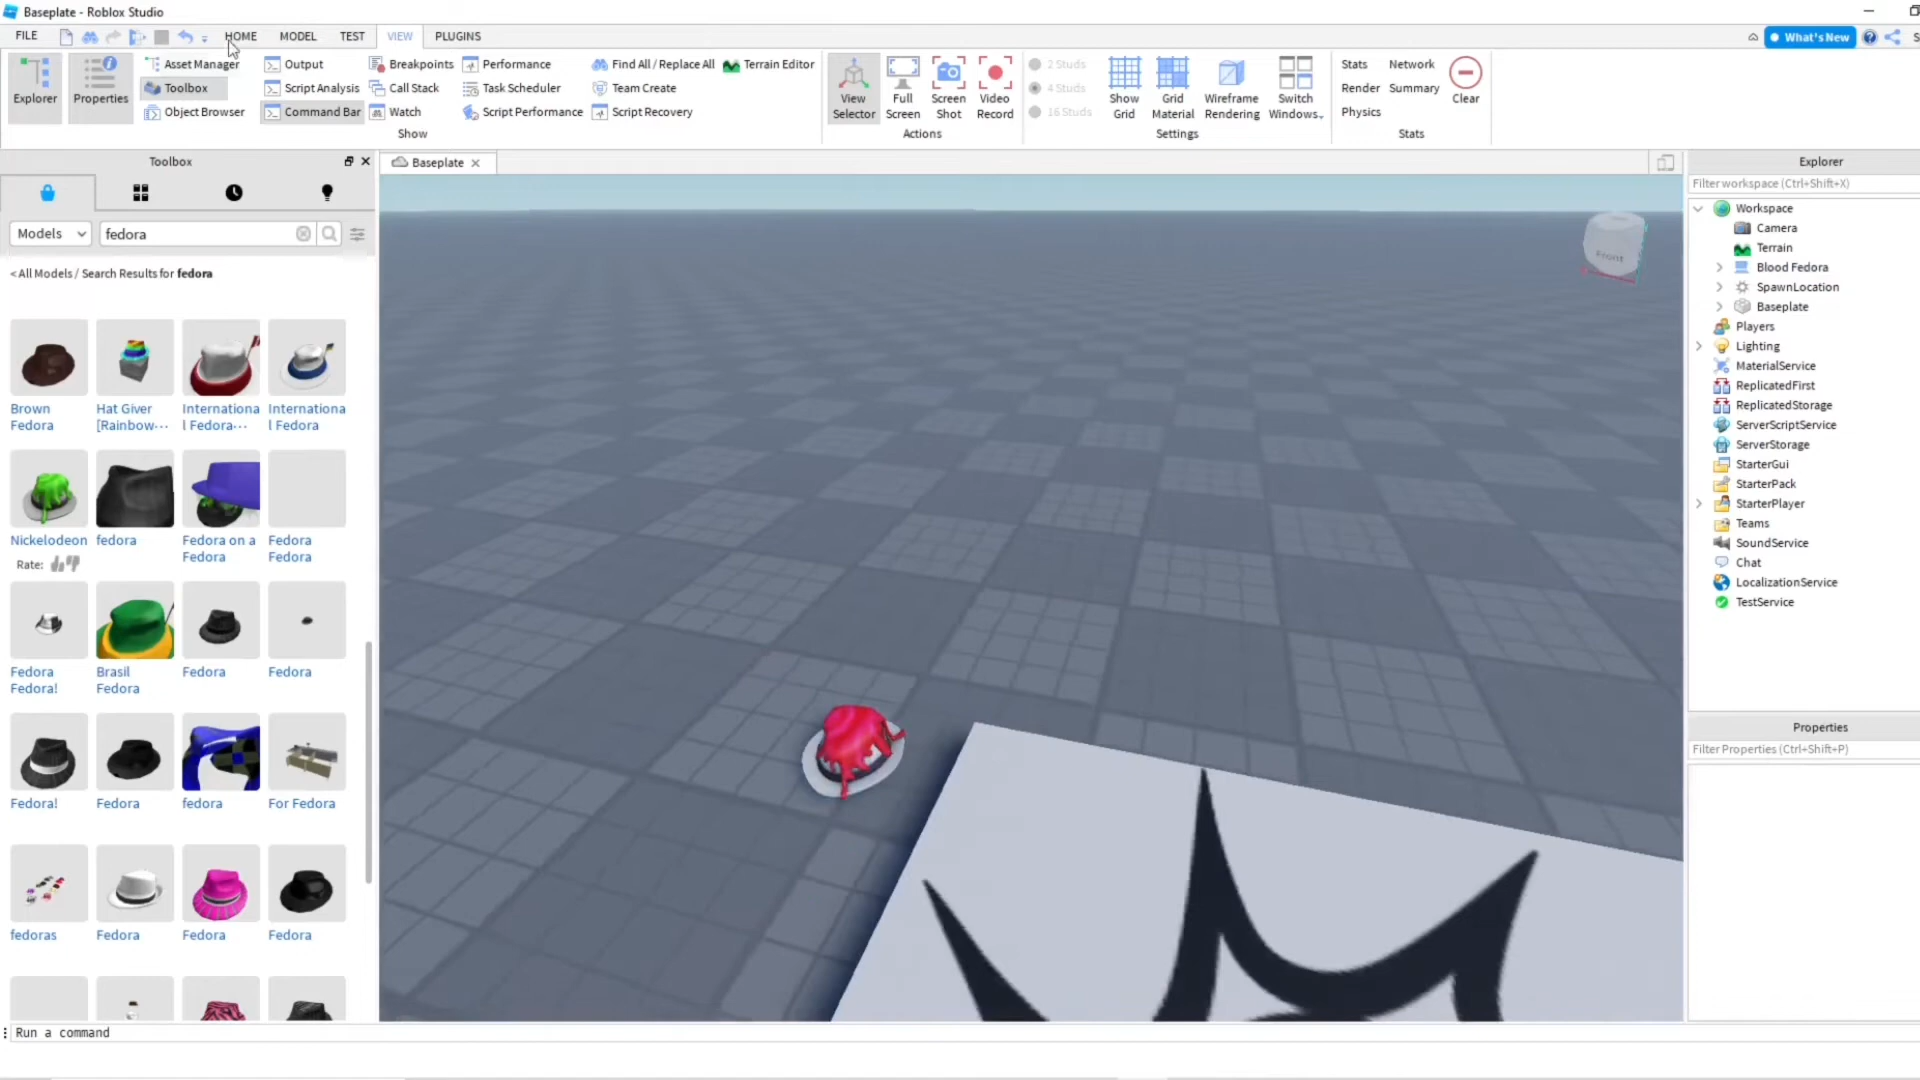 Baseplate - Roblox Studio
FILE HOME MODEL TEST VIEW PLUGINS What's New
Explorer
Properties
Asset Manager
Toolbox
Object Browser
Output
Script Analysis
Command Bar
Breakpoints
Call Stack
Watch
Performance
Task Scheduler
Script Performance
Find All / Replace All
Team Create
Script Recovery
Terrain Editor
Show
View
Selector
Full
Screen
Screen
Shot
Video
Record
Actions
2 Studs
4 Studs
16 Studs
Show
Grid
Grid
Material
Wireframe
Rendering
Switch
Windows
Settings
Stats
Render
Physics
Network
Summary
Clear
Stats
Toolbox
Models
fedora
< All Models / Search Results for fedora
Brown
Fedora
Hat Giver
[Rainbow···
Internationa
l Fedora···
Internationa
l Fedora
Nickelodeon
Rate:
fedora
Fedora on a
Fedora
Fedora
Fedora
Fedora
Fedora!
Brasil
Fedora
Fedora
Fedora
Fedora!
Fedora
fedora
For Fedora
fedoras
Fedora
Fedora
Fedora
Run a command
Baseplate
Front
Explorer
Filter workspace (Ctrl+Shift+X)
Workspace
Camera
Terrain
Blood Fedora
SpawnLocation
Baseplate
Players
Lighting
MaterialService
ReplicatedFirst
ReplicatedStorage
ServerScriptService
ServerStorage
StarterGui
StarterPack
StarterPlayer
Teams
SoundService
Chat
LocalizationService
TestService
Properties
Filter Properties (Ctrl+Shift+P)